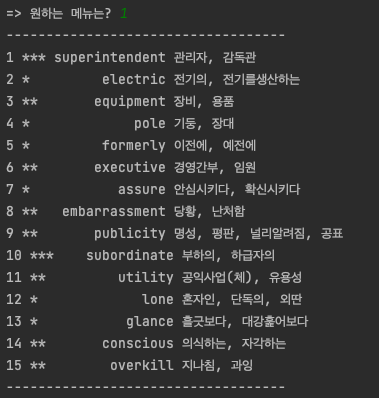 => 원하는 메뉴는? 1
-----------------------------------
1 *** superintendent 관리자, 감독관
2 *         electric 전기의, 전기를생산하는
3 **       equipment 장비, 용품
4 *             pole 기둥, 장대
5 *         formerly 이전에, 예전에
6 **       executive 경영간부, 임원
7 *           assure 안심시키다, 확신시키다
8 **   embarrassment 당황, 난처함
9 **       publicity 명성, 평판, 널리알려짐, 공표
10 ***    subordinate 부하의, 하급자의
11 **         utility 공익사업(체), 유용성
12 *             lone 혼자인, 단독의, 외딴
13 *           glance 흘긋보다, 대강훑어보다
14 **       conscious 의식하는, 자각하는
15 **        overkill 지나침, 과잉
-----------------------------------